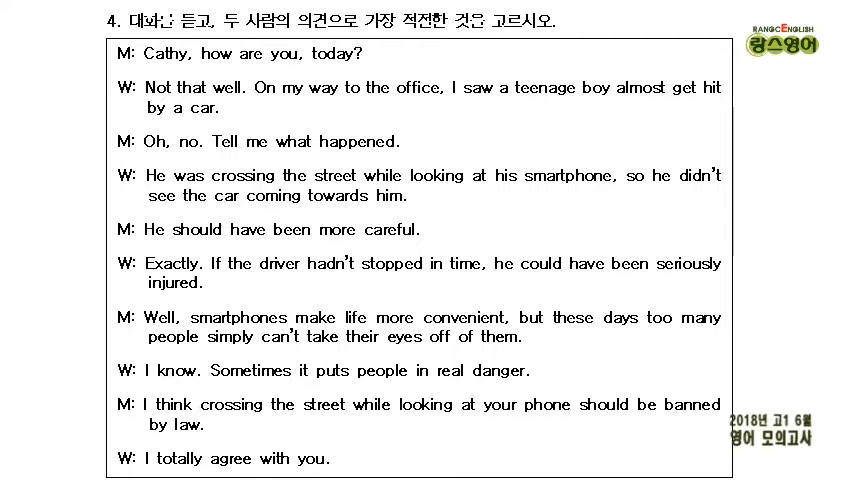 4. 대화를 듣고, 두 사람의 의견으로 가장 적전한 것을 고르시오.
RANGCENGLISH
랑스영어
M: Cathy, how are you, today?
W: Not that well. On my way to the office, I saw a teenage boy almost get hit
by a car.
M: Oh, no. Tell me what happened.
W: He was crossing the street while looking at his smartphone, so he didn't
see the car coming towards him.
M: He should have been more careful.
W: Exactly. If the driver hadn't stopped in time, he could have been seriously
injured.
M: Well, smartphones make life more convenient, but these days too many
people simply can't take their eyes off of them.
W: I know. Sometimes it puts people in real danger.
M: I think crossing the street while looking at your phone should be banned
by law.
W: I totally agree with you.
2018년 고1 6월
영어 모의고사